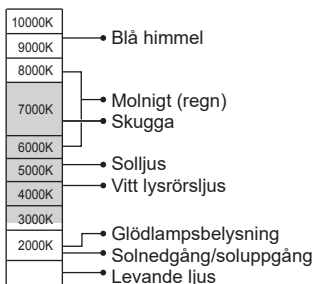 10000K
9000K
Blå himmel
8000K
7000K
Molnigt (regn)
Skugga
6000K
5000K
Solljus
4000K
Vitt lysrörsljus
3000K
2000K
Glödlampsbelysning
Solnedgång/soluppgång
Levande ljus